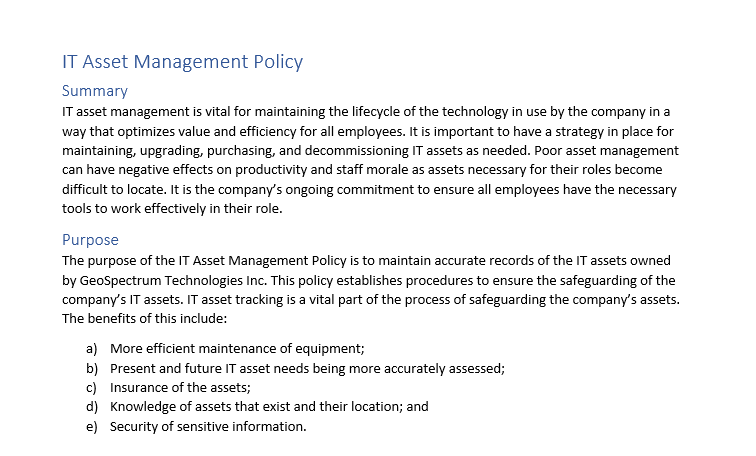 IT Asset Management Policy
Summary
IT asset management is vital for maintaining the lifecycle of the technology in use by the company in a
way that optimizes value and efficiency for all employees. It is important to have a strategy in place for
maintaining, upgrading, purchasing, and decommissioning IT assets as needed. Poor asset management
can have negative effects on productivity and staff morale as assets necessary for their roles become
difficult to locate. It is the company’s ongoing commitment to ensure all employees have the necessary
tools to work effectively in their role.
Purpose
The purpose of the IT Asset Management Policy is to maintain accurate records of the IT assets owned
by GeoSpectrum Technologies Inc. This policy establishes procedures to ensure the safeguarding of the
company’s IT assets. IT asset tracking is a vital part of the process of safeguarding the company’s assets.
The benefits of this include:
a) More efficient maintenance of equipment;
b) Present and future IT asset needs being more accurately assessed;
c) Insurance of the assets;
d) Knowledge of assets that exist and their location; and
e) Security of sensitive information.